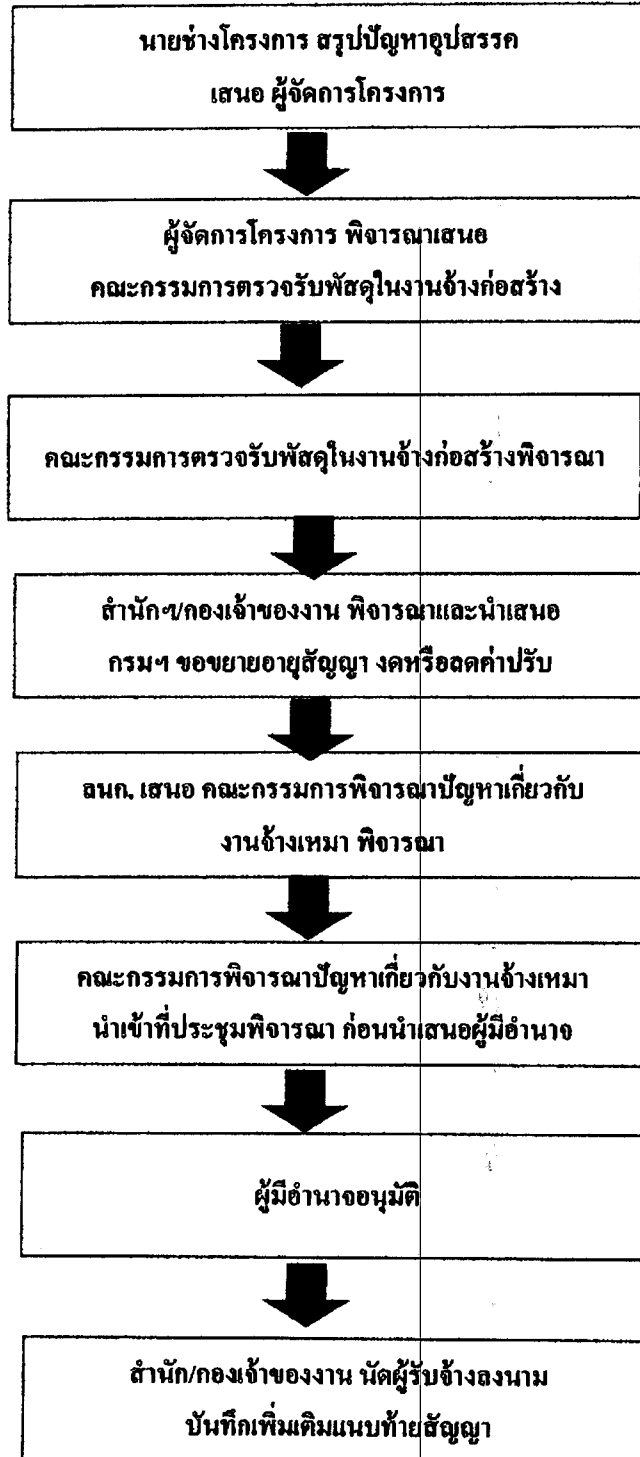 นายช่างโครงการ สรุปปัญหาอุปสรรค
เสนอ ผู้จัดการโครงการ
ผู้จัดการโครงการ พิจารณาเสนอ
คณะกรรมการตรวจรับพัสดุในงานจ้างก่อสร้าง
คณะกรรมการตรวจรับพัสดุในงานจ้างก่อสร้างพิจารณา
สำนักฯ/กองเจ้าของงาน พิจารณาและนำเสนอ
กรมฯ ขอขยายอายุสัญญา งดหรือลดค่าปรับ
ลนก. เสนอ คณะกรรมการพิจารณาปัญหาเกี่ยวกับ
งานจ้างเหมา พิจารณา
คณะกรรมการพิจารณาปัญหาเกี่ยวกับงานจ้างเหมา
นำเข้าที่ประชุมพิจารณา ก่อนนำเสนอผู้มีอำนาจ
ผู้มีอำนาจอนุมัติ
สำนัก/กองเจ้าของงาน นัดผู้รับจ้างลงนาม
บันทึกเพิ่มเติมแนบท้ายสัญญา